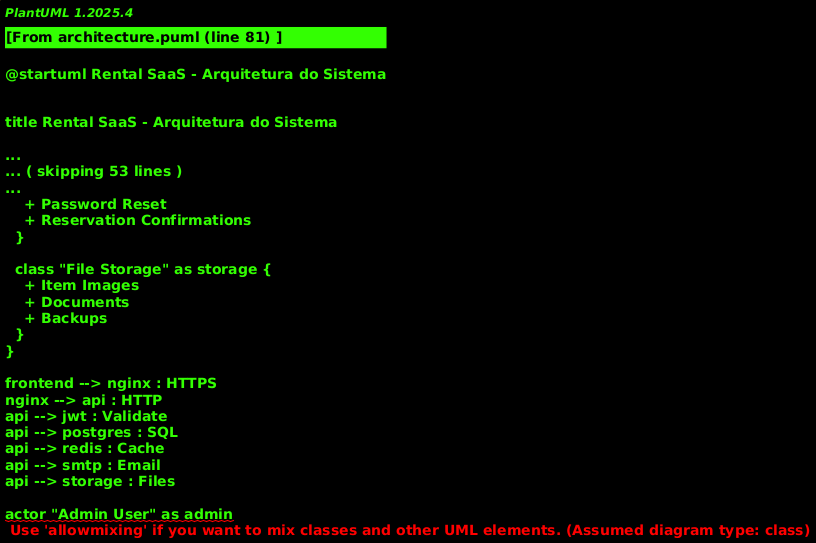 PlantUML 1.2025.4
[From architecture.puml (line 81) ]
@startuml Rental SaaS - Arquitetura do Sistema
title Rental SaaS - Arquitetura do Sistema
...
... ( skipping 53 lines )
...
+ Password Reset
+ Reservation Confirmations
}
class "File Storage" as storage {
+ Item Images
+ Documents
+ Backups
}
}
frontend --> nginx : HTTPS
nginx --> api : HTTP
api --> jwt : Validate
api --> postgres : SQL
api --> redis : Cache
api --> smtp : Email
api --> storage : Files
actor "Admin User" as admin
Use 'allowmixing' if you want to mix classes and other UML elements. (Assumed diagram type: class)